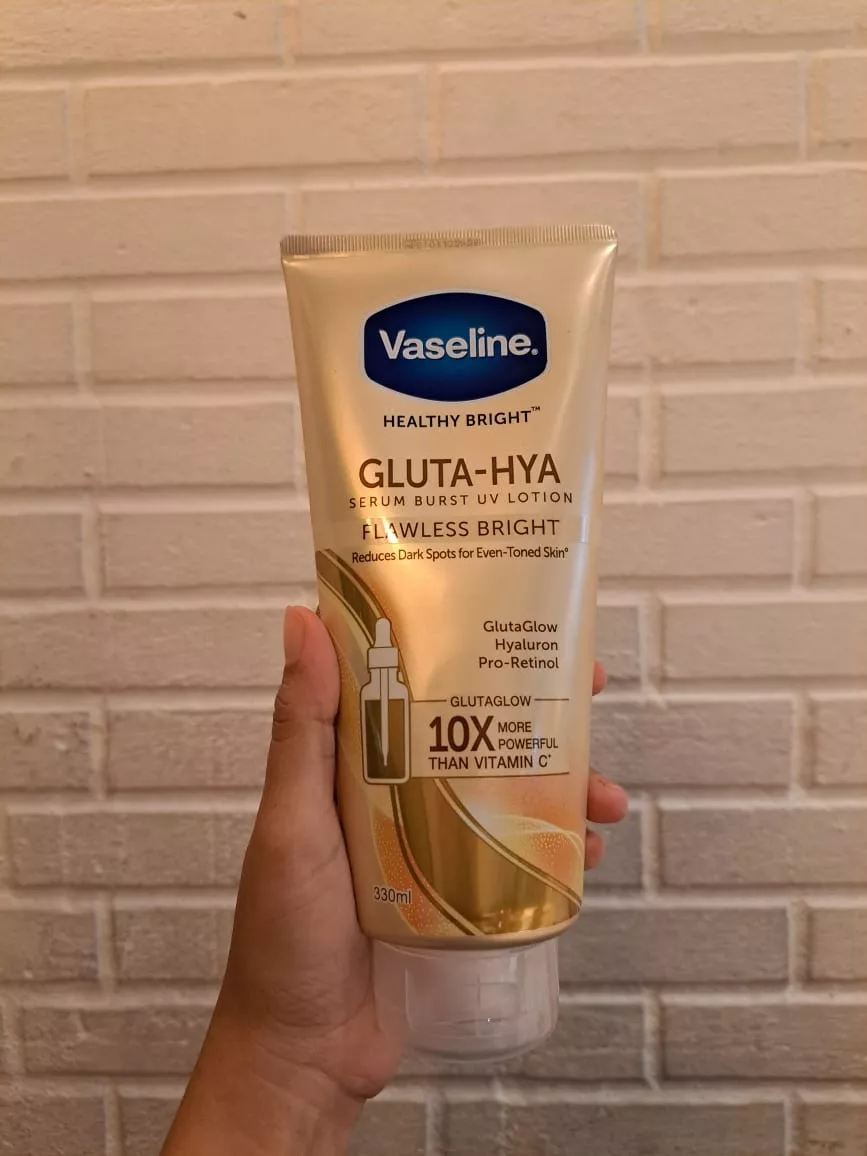 Vaseline.
HEALTHY BRIGHT™
GLUTA-HYA
SERUM BURST UV LOTION
FLAWLESS BRIGHT
Reduces Dark Spots for Even-Toned Skin°
GlutaGlow
Hyaluron
Pro-Retinol
GLUTAGLOW
10X MORE
POWERFUL
THAN VITAMIN C*
330ml